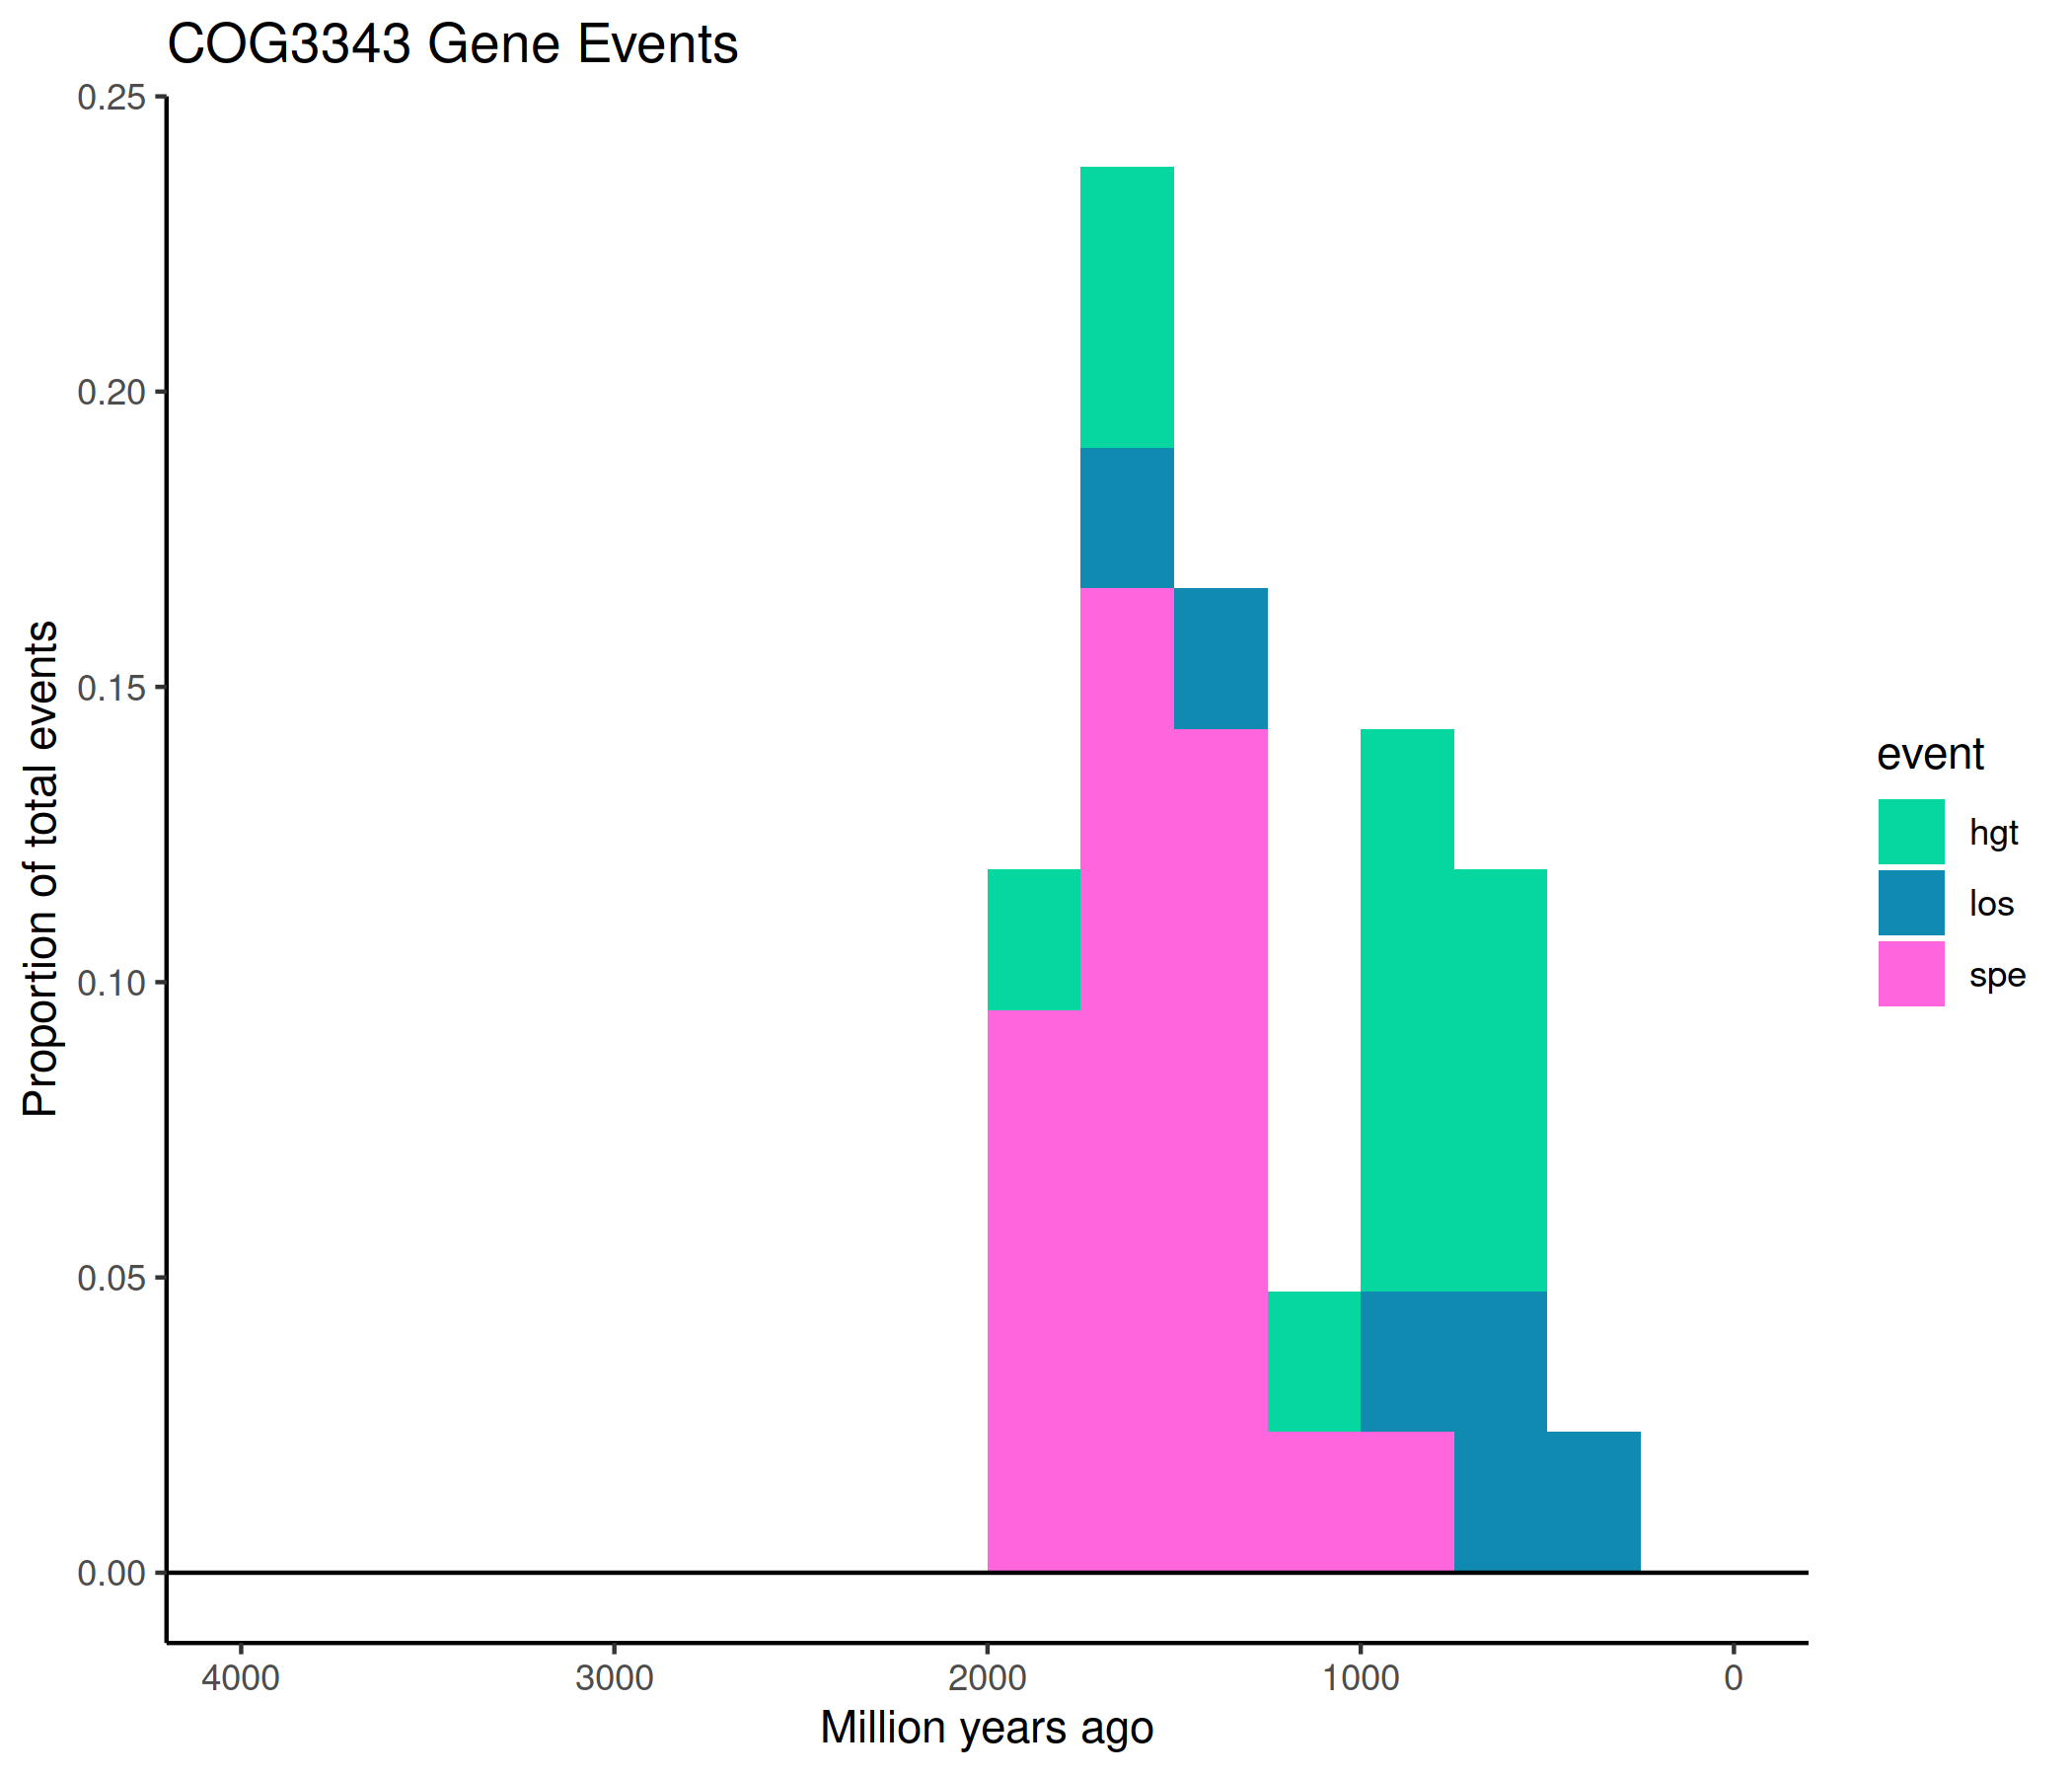 COG3343 Gene Events
0.25
0.20
0.15
0.10
0.05
0.00
Proportion of total events
4000 3000 2000 1000 0
Million years ago
event
hgt
los
spe